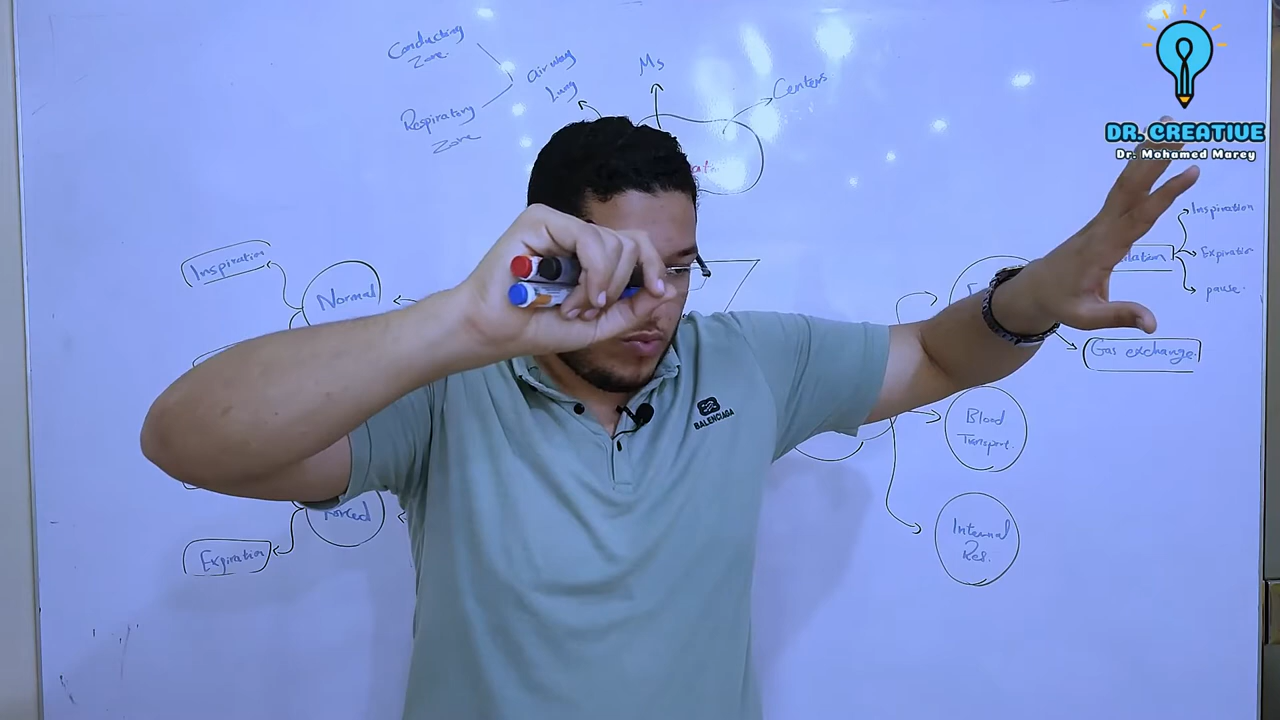 Conducting
Zone.
Respiratory
Zone
airway
Lung
Ms
Centers
DR. CREATIVE
Dr. Mohamed Marey
Inspiration
Normal
Inspiration
Expiration
pause.
Gas exchange.
BALENCIAGA
Blood
Transport.
Forced
Expiration
Internal
Res.